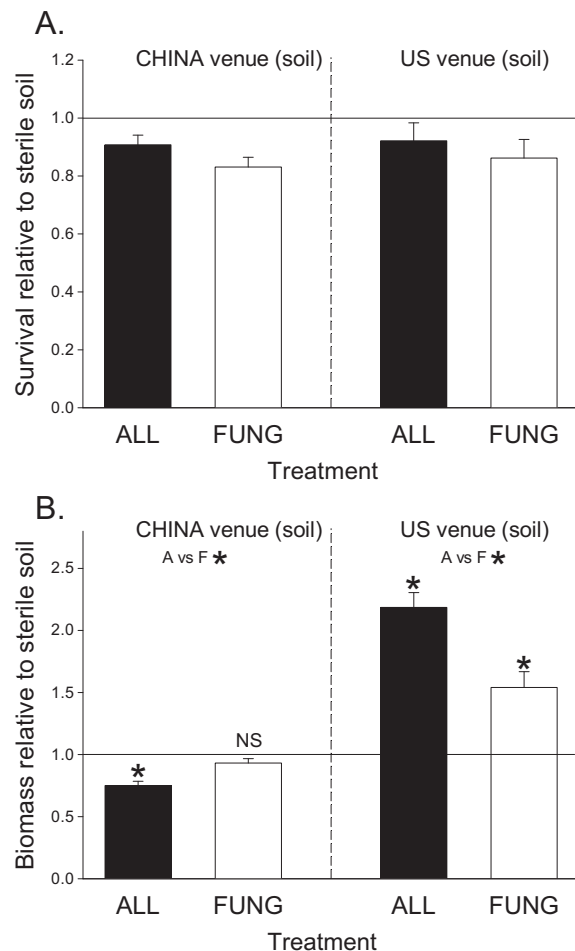 A.
CHINA venue (soil) US venue (soil)
Survival relative to sterile soil
1.2
1.0
0.8
0.6
0.4
0.2
0.0
ALL FUNG ALL FUNG
Treatment
B.
CHINA venue (soil) US venue (soil)
A vs F * A vs F *
Biomass relative to sterile soil
2.5
2.0
1.5
1.0
0.5
0.0
* NS * *
ALL FUNG ALL FUNG
Treatment